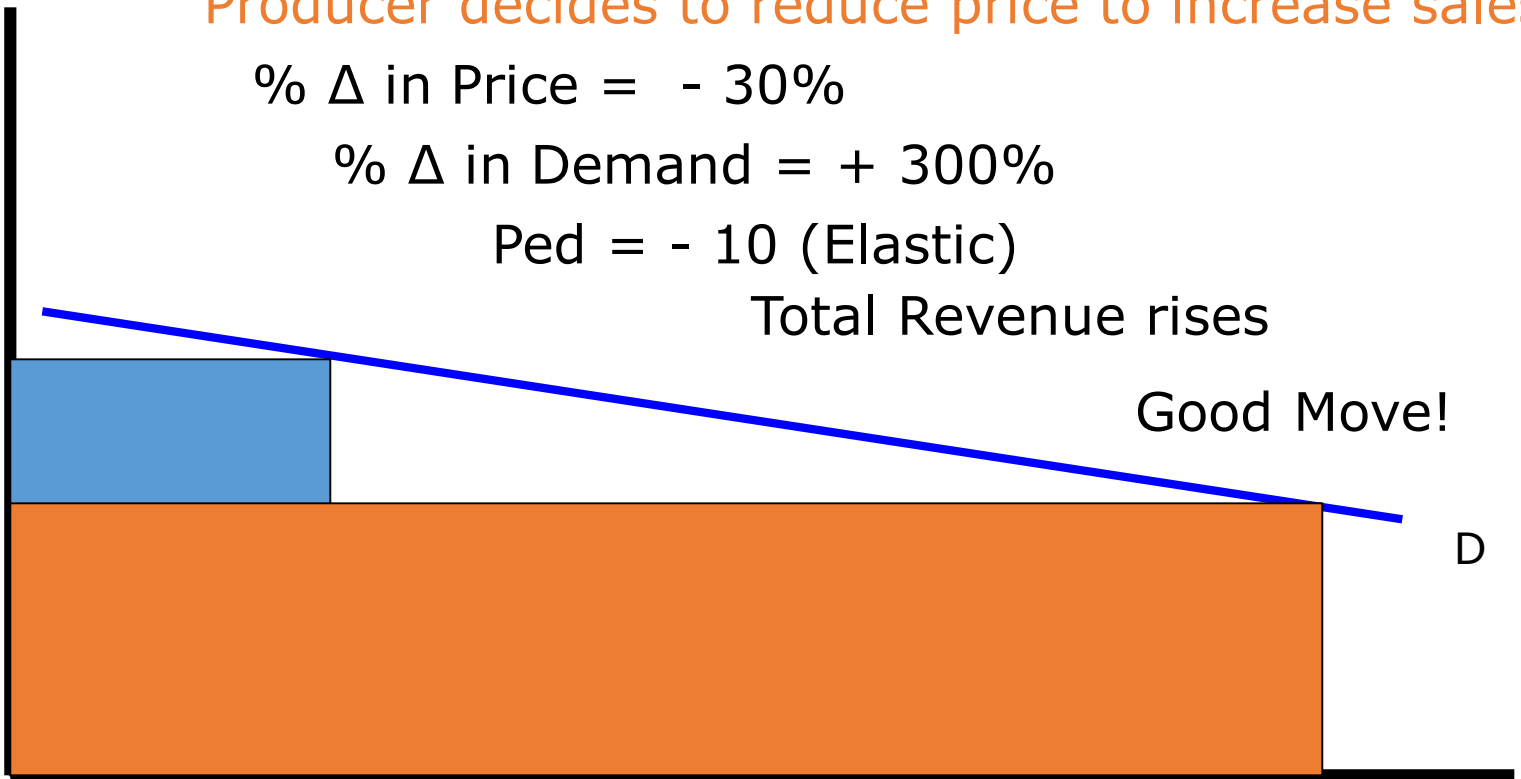 Producer decides to reduce price to increase sales
% Δ in Price = - 30%
% Δ in Demand = + 300%
Ped = - 10 (Elastic)
Total Revenue rises
Good Move!
D